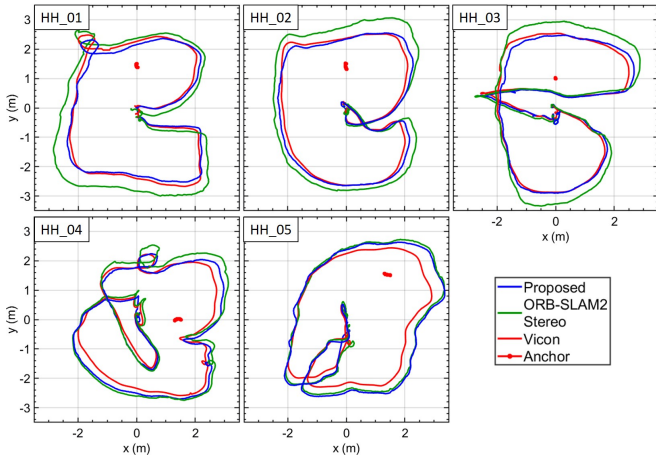 HH_01
HH_02
HH_03
3
2
1
0
-1
-2
-3
y (m)
-2 0 2
x (m)
HH_04
HH_05
3
2
1
0
-1
-2
-3
y (m)
-2 0 2
x (m)
-2 0 2
x (m)
Proposed
ORB-SLAM2
Stereo
Vicon
Anchor